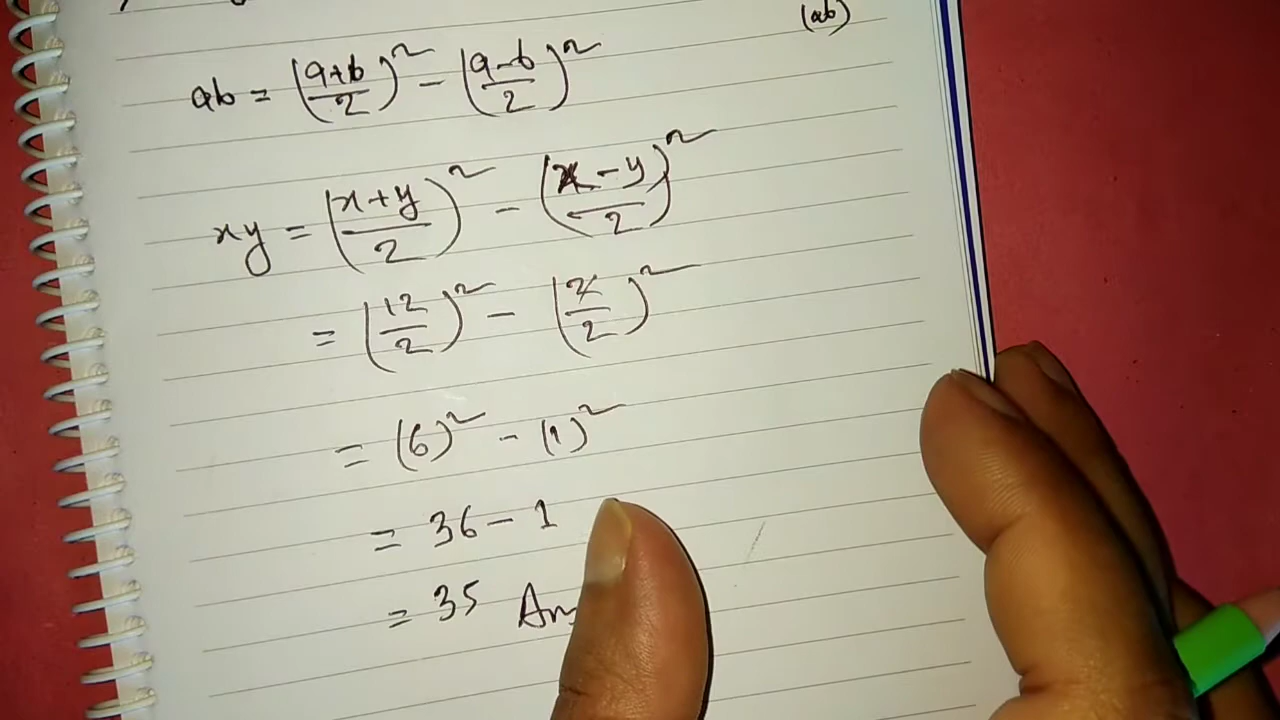 (ab)
ab = ((a+b)/2)² - ((a-b)/2)²
xy = ((x+y)/2)² - ((x-y)/2)²
= (12/2)² - (2/2)²
= (6)² - (1)²
= 36 - 1
= 35 Ans